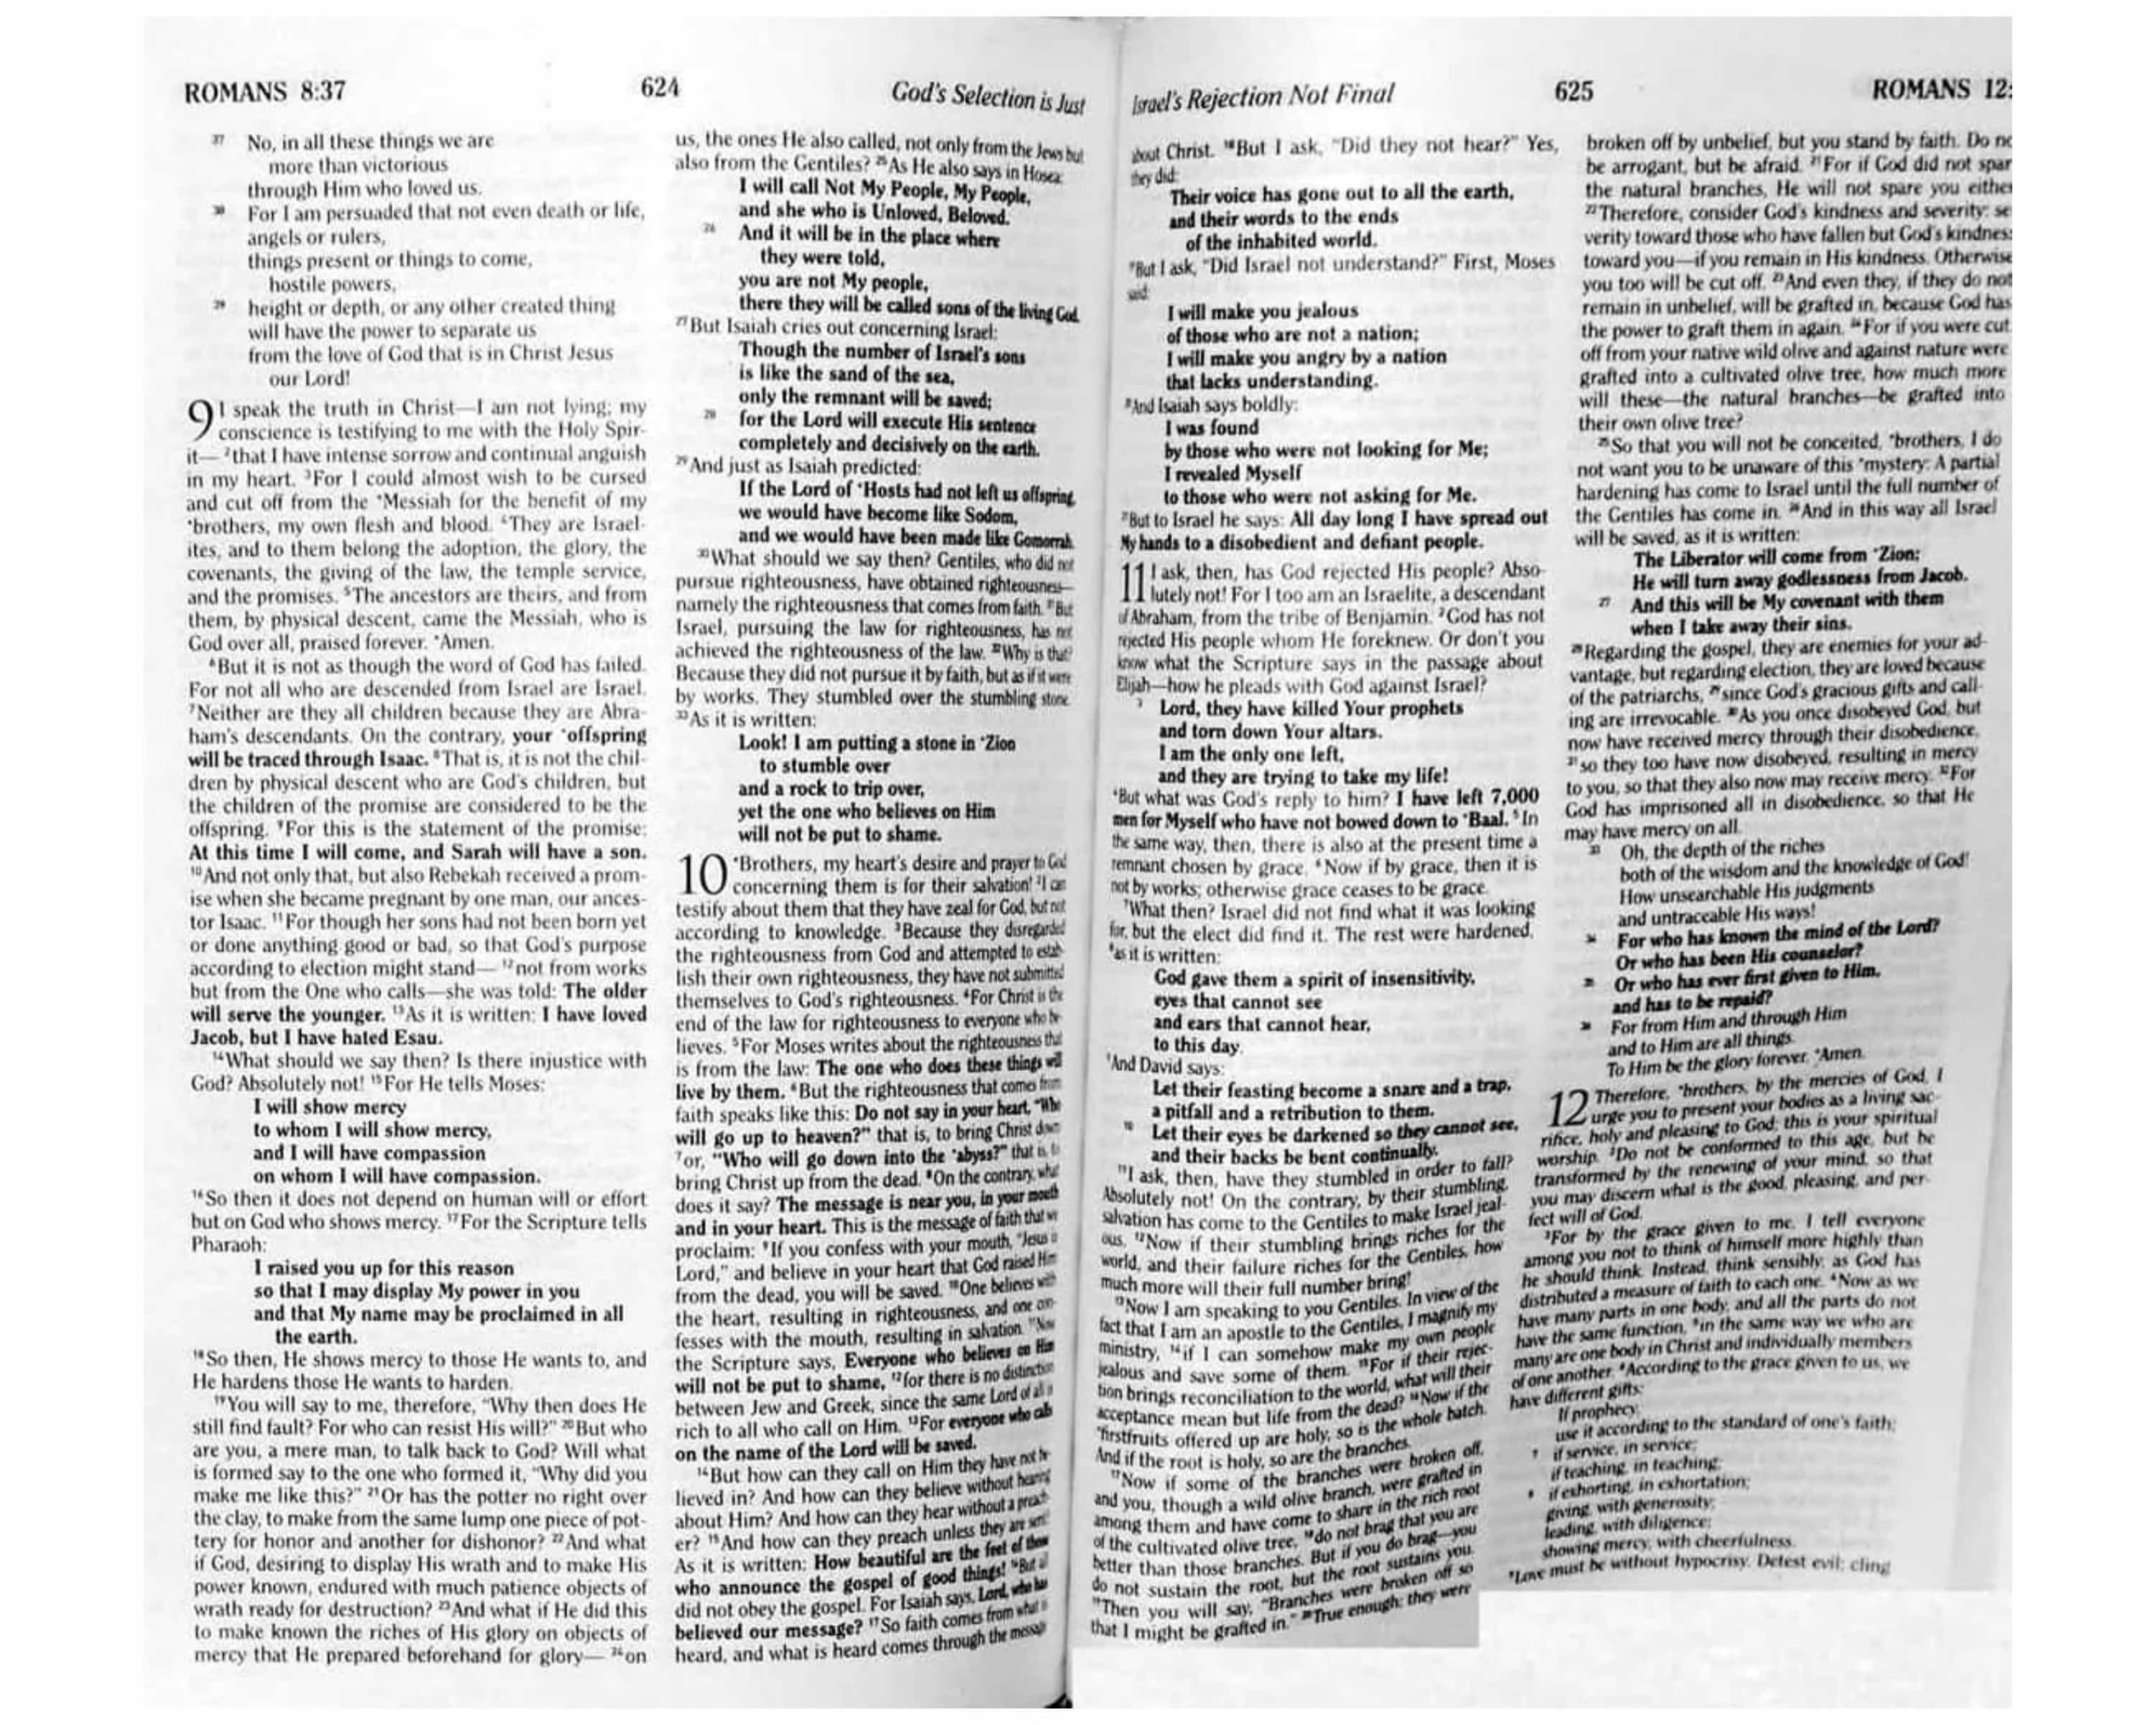 ROMANS 8:37
624
God's Selection is Just
37 No, in all these things we are
more than victorious
through Him who loved us.
38 For I am persuaded that not even death or life,
angels or rulers,
things present or things to come,
hostile powers,
39 height or depth, or any other created thing
will have the power to separate us
from the love of God that is in Christ Jesus
our Lord!
9 I speak the truth in Christ—I am not lying; my
conscience is testifying to me with the Holy Spir-
it— 2that I have intense sorrow and continual anguish
in my heart. 3For I could almost wish to be cursed
and cut off from the *Messiah for the benefit of my
*brothers, my own flesh and blood. 4They are Israel-
ites, and to them belong the adoption, the glory, the
covenants, the giving of the law, the temple service,
and the promises. 5The ancestors are theirs, and from
them, by physical descent, came the Messiah, who is
God over all, praised forever. *Amen.
6But it is not as though the word of God has failed.
For not all who are descended from Israel are Israel.
7Neither are they all children because they are Abra-
ham's descendants. On the contrary, your *offspring
will be traced through Isaac. 8That is, it is not the chil-
dren by physical descent who are God's children, but
the children of the promise are considered to be the
offspring. 9For this is the statement of the promise:
At this time I will come, and Sarah will have a son.
10And not only that, but also Rebekah received a prom-
ise when she became pregnant by one man, our ances-
tor Isaac. 11For though her sons had not been born yet
or done anything good or bad, so that God's purpose
according to election might stand— 12not from works
but from the One who calls—she was told: The older
will serve the younger. 13As it is written: I have loved
Jacob, but I have hated Esau.
14What should we say then? Is there injustice with
God? Absolutely not! 15For He tells Moses:
I will show mercy
to whom I will show mercy,
and I will have compassion
on whom I will have compassion.
16So then it does not depend on human will or effort
but on God who shows mercy. 17For the Scripture tells
Pharaoh:
I raised you up for this reason
so that I may display My power in you
and that My name may be proclaimed in all
the earth.
18So then, He shows mercy to those He wants to, and
He hardens those He wants to harden.
19You will say to me, therefore, "Why then does He
still find fault? For who can resist His will?" 20But who
are you, a mere man, to talk back to God? Will what
is formed say to the one who formed it, "Why did you
make me like this?" 21Or has the potter no right over
the clay, to make from the same lump one piece of pot-
tery for honor and another for dishonor? 22And what
if God, desiring to display His wrath and to make His
power known, endured with much patience objects of
wrath ready for destruction? 23And what if He did this
to make known the riches of His glory on objects of
mercy that He prepared beforehand for glory— 24on
us, the ones He also called, not only from the Jews but
also from the Gentiles? 25As He also says in Hosea:
I will call Not My People, My People,
and she who is Unloved, Beloved.
26 And it will be in the place where
they were told,
you are not My people,
there they will be called sons of the living God.
27But Isaiah cries out concerning Israel:
Though the number of Israel's sons
is like the sand of the sea,
only the remnant will be saved;
28 for the Lord will execute His sentence
completely and decisively on the earth.
29And just as Isaiah predicted:
If the Lord of *Hosts had not left us offspring,
we would have become like Sodom,
and we would have been made like Gomorrah.
30What should we say then? Gentiles, who did not
pursue righteousness, have obtained righteousness—
namely the righteousness that comes from faith. 31But
Israel, pursuing the law for righteousness, has not
achieved the righteousness of the law. 32Why is that?
Because they did not pursue it by faith, but as if it were
by works. They stumbled over the stumbling stone.
33As it is written:
Look! I am putting a stone in *Zion
to stumble over
and a rock to trip over,
yet the one who believes on Him
will not be put to shame.
10 *Brothers, my heart's desire and prayer to God
concerning them is for their salvation! 2I can
testify about them that they have zeal for God, but not
according to knowledge. 3Because they disregarded
the righteousness from God and attempted to estab-
lish their own righteousness, they have not submitted
themselves to God's righteousness. 4For Christ is the
end of the law for righteousness to everyone who be-
lieves. 5For Moses writes about the righteousness that
is from the law: The one who does these things will
live by them. 6But the righteousness that comes from
faith speaks like this: Do not say in your heart, "Who
will go up to heaven?" that is, to bring Christ down
7or, "Who will go down into the *abyss?" that is, to
bring Christ up from the dead. 8On the contrary, what
does it say? The message is near you, in your mouth
and in your heart. This is the message of faith that we
proclaim: 9If you confess with your mouth, "Jesus is
Lord," and believe in your heart that God raised Him
from the dead, you will be saved. 10One believes with
the heart, resulting in righteousness, and one con-
fesses with the mouth, resulting in salvation. 11Now
the Scripture says, Everyone who believes on Him
will not be put to shame, 12for there is no distinction
between Jew and Greek, since the same Lord of all is
rich to all who call on Him. 13For everyone who calls
on the name of the Lord will be saved.
14But how can they call on Him they have not be-
lieved in? And how can they believe without hearing
about Him? And how can they hear without a preach-
er? 15And how can they preach unless they are sent?
As it is written: How beautiful are the feet of those
who announce the gospel of good things! 16But all
did not obey the gospel. For Isaiah says, Lord, who has
believed our message? 17So faith comes from what is
heard, and what is heard comes through the message
Israel's Rejection Not Final
625
ROMANS 12:
about Christ. 18But I ask, "Did they not hear?" Yes,
they did:
Their voice has gone out to all the earth,
and their words to the ends
of the inhabited world.
19But I ask, "Did Israel not understand?" First, Moses
said:
I will make you jealous
of those who are not a nation;
I will make you angry by a nation
that lacks understanding.
20And Isaiah says boldly:
I was found
by those who were not looking for Me;
I revealed Myself
to those who were not asking for Me.
21But to Israel he says: All day long I have spread out
My hands to a disobedient and defiant people.
11 I ask, then, has God rejected His people? Abso-
lutely not! For I too am an Israelite, a descendant
of Abraham, from the tribe of Benjamin. 2God has not
rejected His people whom He foreknew. Or don't you
know what the Scripture says in the passage about
Elijah—how he pleads with God against Israel?
3 Lord, they have killed Your prophets
and torn down Your altars.
I am the only one left,
and they are trying to take my life!
4But what was God's reply to him? I have left 7,000
men for Myself who have not bowed down to *Baal. 5In
the same way, then, there is also at the present time a
remnant chosen by grace. 6Now if by grace, then it is
not by works; otherwise grace ceases to be grace.
7What then? Israel did not find what it was looking
for, but the elect did find it. The rest were hardened,
8as it is written:
God gave them a spirit of insensitivity,
eyes that cannot see
and ears that cannot hear,
to this day.
9And David says:
Let their feasting become a snare and a trap,
a pitfall and a retribution to them.
10 Let their eyes be darkened so they cannot see,
and their backs be bent continually.
11I ask, then, have they stumbled in order to fall?
Absolutely not! On the contrary, by their stumbling,
salvation has come to the Gentiles to make Israel jeal-
ous. 12Now if their stumbling brings riches for the
world, and their failure riches for the Gentiles, how
much more will their full number bring!
13Now I am speaking to you Gentiles. In view of the
fact that I am an apostle to the Gentiles, I magnify my
ministry, 14if I can somehow make my own people
jealous and save some of them. 15For if their rejec-
tion brings reconciliation to the world, what will their
acceptance mean but life from the dead? 16Now if the
*firstfruits offered up are holy, so is the whole batch.
And if the root is holy, so are the branches.
17Now if some of the branches were broken off,
and you, though a wild olive branch, were grafted in
among them and have come to share in the rich root
of the cultivated olive tree, 18do not brag that you are
better than those branches. But if you do brag—you
do not sustain the root, but the root sustains you.
19Then you will say, "Branches were broken off so
that I might be grafted in." 20True enough; they were
broken off by unbelief, but you stand by faith. Do no
be arrogant, but be afraid. 21For if God did not spar
the natural branches, He will not spare you either
22Therefore, consider God's kindness and severity: se
verity toward those who have fallen but God's kindness
toward you—if you remain in His kindness. Otherwise
you too will be cut off. 23And even they, if they do not
remain in unbelief, will be grafted in, because God has
the power to graft them in again. 24For if you were cut
off from your native wild olive and against nature were
grafted into a cultivated olive tree, how much more
will these—the natural branches—be grafted into
their own olive tree?
25So that you will not be conceited, *brothers, I do
not want you to be unaware of this *mystery: A partial
hardening has come to Israel until the full number of
the Gentiles has come in. 26And in this way all Israel
will be saved, as it is written:
The Liberator will come from *Zion;
He will turn away godlessness from Jacob.
27 And this will be My covenant with them
when I take away their sins.
28Regarding the gospel, they are enemies for your ad-
vantage, but regarding election, they are loved because
of the patriarchs, 29since God's gracious gifts and call-
ing are irrevocable. 30As you once disobeyed God, but
now have received mercy through their disobedience,
31so they too have now disobeyed, resulting in mercy
to you, so that they also now may receive mercy. 32For
God has imprisoned all in disobedience, so that He
may have mercy on all.
33 Oh, the depth of the riches
both of the wisdom and the knowledge of God!
How unsearchable His judgments
and untraceable His ways!
34 For who has known the mind of the Lord?
Or who has been His counselor?
35 Or who has ever first given to Him,
and has to be repaid?
36 For from Him and through Him
and to Him are all things.
To Him be the glory forever. *Amen.
12 Therefore, *brothers, by the mercies of God, I
urge you to present your bodies as a living sac-
rifice, holy and pleasing to God; this is your spiritual
worship. 2Do not be conformed to this age, but be
transformed by the renewing of your mind, so that
you may discern what is the good, pleasing, and per-
fect will of God.
3For by the grace given to me, I tell everyone
among you not to think of himself more highly than
he should think. Instead, think sensibly, as God has
distributed a measure of faith to each one. 4Now as we
have many parts in one body, and all the parts do not
have the same function, 5in the same way we who are
many are one body in Christ and individually members
of one another. 6According to the grace given to us, we
have different gifts:
If prophecy,
use it according to the standard of one's faith;
7 if service, in service;
if teaching, in teaching;
8 if exhorting, in exhortation;
giving, with generosity;
leading, with diligence;
showing mercy, with cheerfulness.
9Love must be without hypocrisy. Detest evil; cling